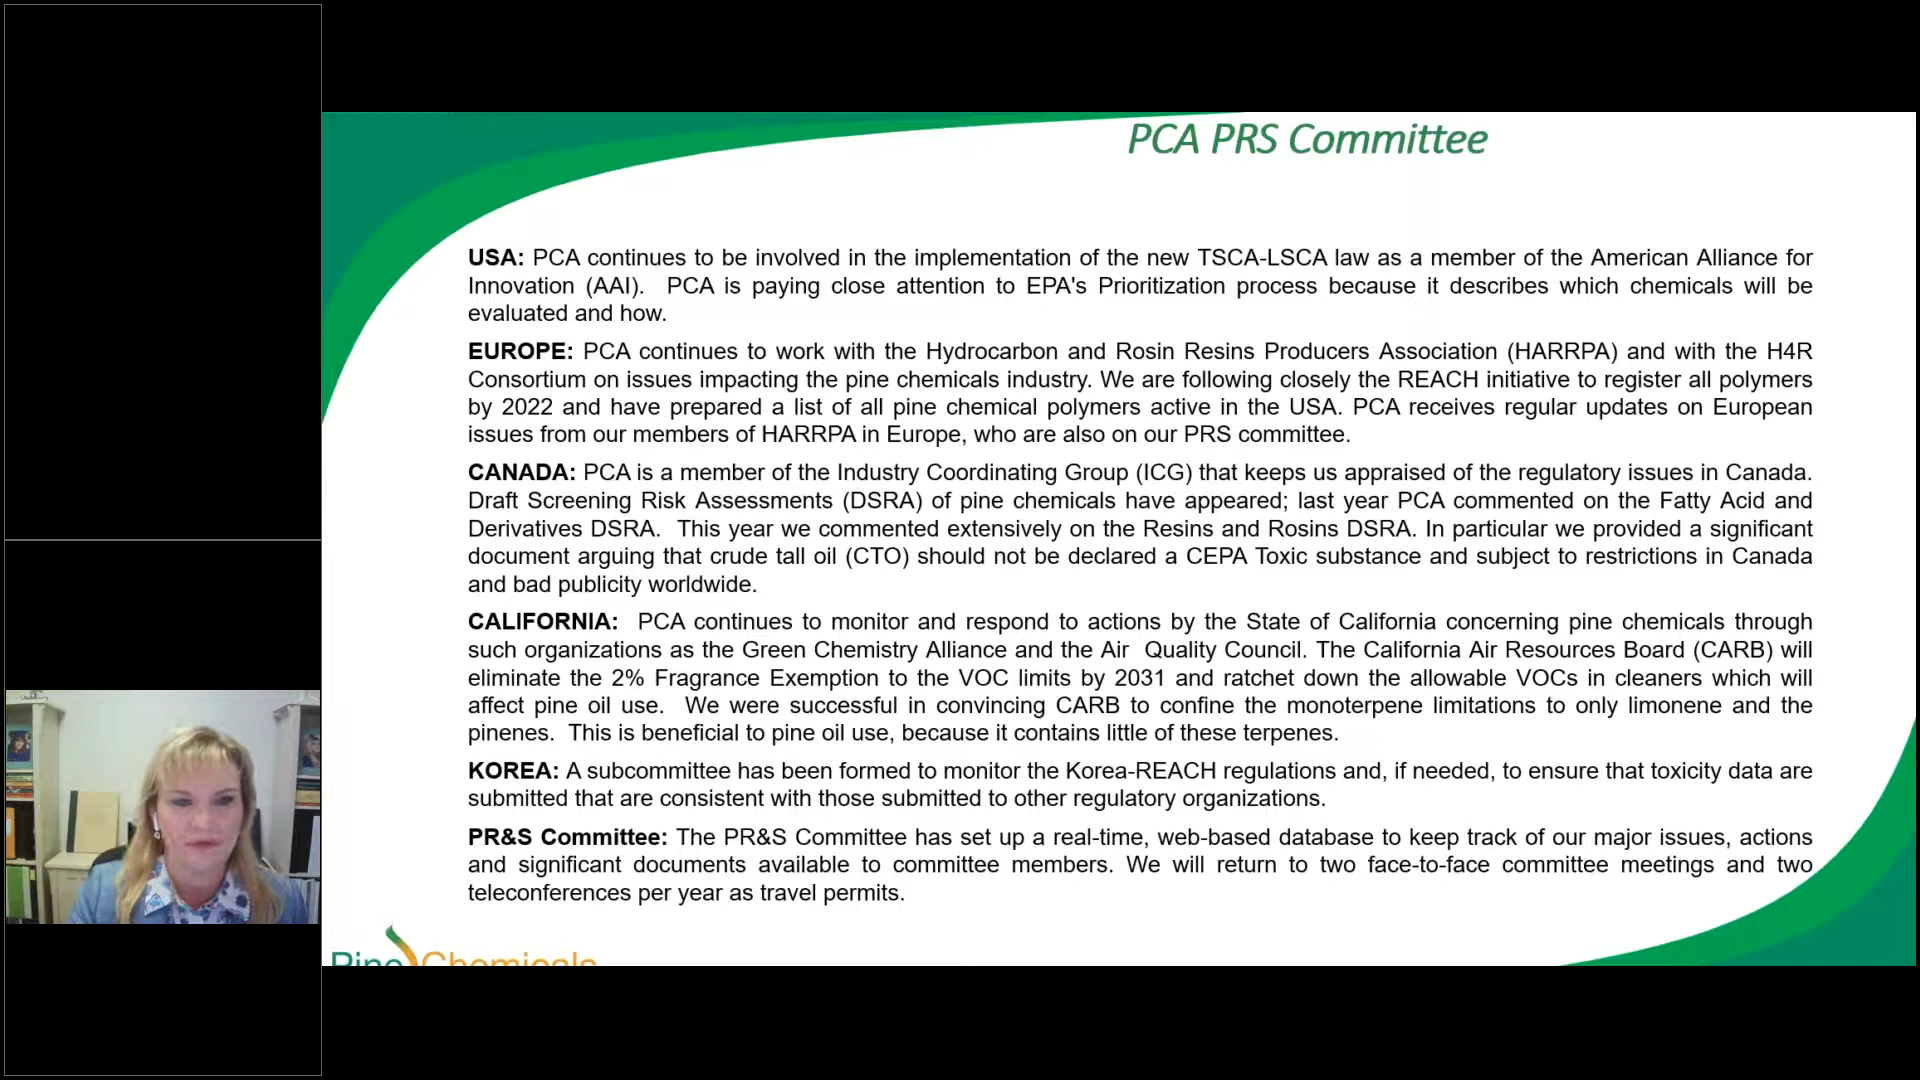 PCA PRS Committee
USA: PCA continues to be involved in the implementation of the new TSCA-LSCA law as a member of the American Alliance for
Innovation (AAI). PCA is paying close attention to EPA's Prioritization process because it describes which chemicals will be
evaluated and how.
EUROPE: PCA continues to work with the Hydrocarbon and Rosin Resins Producers Association (HARRPA) and with the H4R
Consortium on issues impacting the pine chemicals industry. We are following closely the REACH initiative to register all polymers
by 2022 and have prepared a list of all pine chemical polymers active in the USA. PCA receives regular updates on European
issues from our members of HARRPA in Europe, who are also on our PRS committee.
CANADA: PCA is a member of the Industry Coordinating Group (ICG) that keeps us appraised of the regulatory issues in Canada.
Draft Screening Risk Assessments (DSRA) of pine chemicals have appeared; last year PCA commented on the Fatty Acid and
Derivatives DSRA. This year we commented extensively on the Resins and Rosins DSRA. In particular we provided a significant
document arguing that crude tall oil (CTO) should not be declared a CEPA Toxic substance and subject to restrictions in Canada
and bad publicity worldwide.
CALIFORNIA: PCA continues to monitor and respond to actions by the State of California concerning pine chemicals through
such organizations as the Green Chemistry Alliance and the Air Quality Council. The California Air Resources Board (CARB) will
eliminate the 2% Fragrance Exemption to the VOC limits by 2031 and ratchet down the allowable VOCs in cleaners which will
affect pine oil use. We were successful in convincing CARB to confine the monoterpene limitations to only limonene and the
pinenes. This is beneficial to pine oil use, because it contains little of these terpenes.
KOREA: A subcommittee has been formed to monitor the Korea-REACH regulations and, if needed, to ensure that toxicity data are
submitted that are consistent with those submitted to other regulatory organizations.
PR&S Committee: The PR&S Committee has set up a real-time, web-based database to keep track of our major issues, actions
and significant documents available to committee members. We will return to two face-to-face committee meetings and two
teleconferences per year as travel permits.
Pine Chemicals